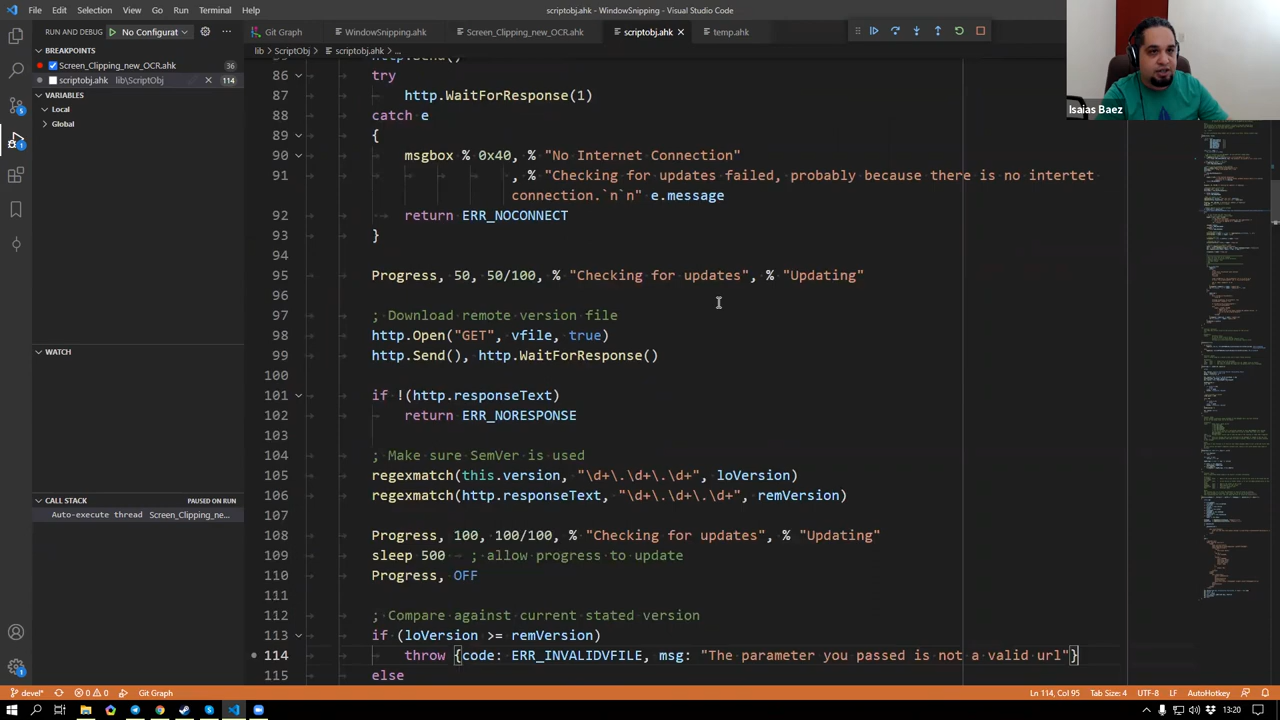 File Edit Selection View Go Run Terminal Help
scriptobj.ahk - WindowSnipping - Visual Studio Code
RUN AND DEBUG No Configurat
Git Graph WindowSnipping.ahk Screen_Clipping_new_OCR.ahk scriptobj.ahk temp.ahk
BREAKPOINTS
Screen_Clipping_new_OCR.ahk 36
scriptobj.ahk lib\ScriptObj 114
VARIABLES
Local
Global
WATCH
CALL STACK PAUSED ON RUN
Auto-execute thread Screen_Clipping_ne...
lib > ScriptObj > scriptobj.ahk > ...
86 try
87 http.WaitForResponse(1)
88 catch e
89 {
90 msgbox % 0x40, % "No Internet Connection"
91 , % "Checking for updates failed, probably because there is no intertet
ction.`n`n" e.message
92 return ERR_NOCONNECT
93 }
94
95 Progress, 50, 50/100, % "Checking for updates", % "Updating"
96
97 ; Download remote version file
98 http.Open("GET", true)
99 http.Send(), http.WaitForResponse()
100
101 if !(http.responseText)
102 return ERR_NORESPONSE
103
104 ; Make sure SemVer is used
105 regexmatch(this.version, "\d+\.\d+\.\d+", loVersion)
106 regexmatch(http.responseText, "\d+\.\d+\.\d+", remVersion)
107
108 Progress, 100, 100/100, % "Checking for updates", % "Updating"
109 sleep 500 ; allow progress to update
110 Progress, OFF
111
112 ; Compare against current stated version
113 if (loVersion >= remVersion)
114 throw {code: ERR_INVALIDVFILE, msg: "The parameter you passed is not a valid url"}
115 else
Isaias Baez
devel* 0 0 Git Graph
Ln 114, Col 95 Tab Size: 4 UTF-8 LF AutoHotkey
13:20